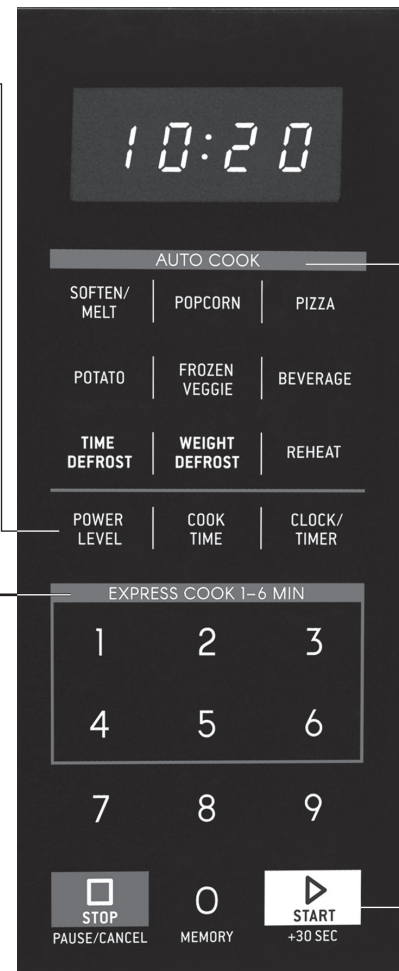 10:20
AUTO COOK
SOFTEN/
MELT
POPCORN
PIZZA
POTATO
FROZEN
VEGGIE
BEVERAGE
TIME
DEFROST
WEIGHT
DEFROST
REHEAT
POWER
LEVEL
COOK
TIME
CLOCK/
TIMER
EXPRESS COOK 1–6 MIN
1 2 3
4 5 6
7 8 9
STOP
PAUSE/CANCEL
0
MEMORY
START
+30 SEC